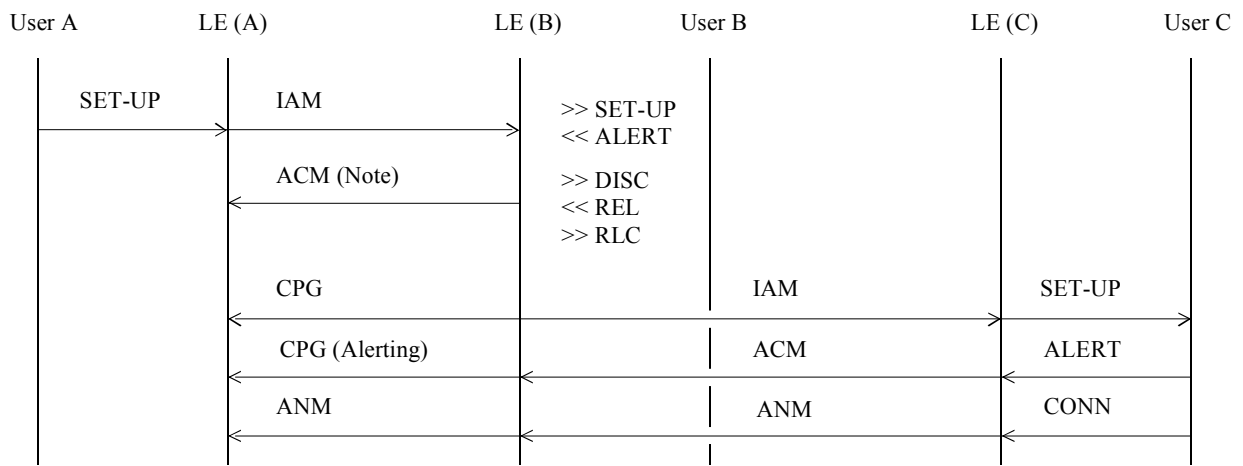 User A LE (A) LE (B) User B LE (C) User C
SET-UP IAM >> SET-UP
<< ALERT
ACM (Note) >> DISC
<< REL
>> RLC
CPG IAM SET-UP
CPG (Alerting) ACM ALERT
ANM ANM CONN